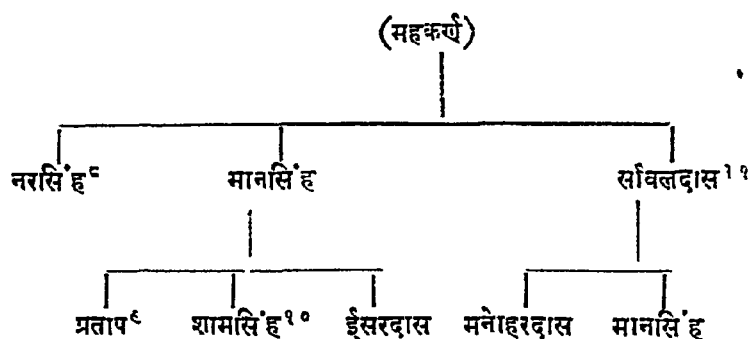 (महकर्ण)
नरसिंह⁸ मानसिंह सांवलदास¹¹
प्रताप⁹ शामसिंह¹⁰ ईसरदास मनोहरदास मानसिंह